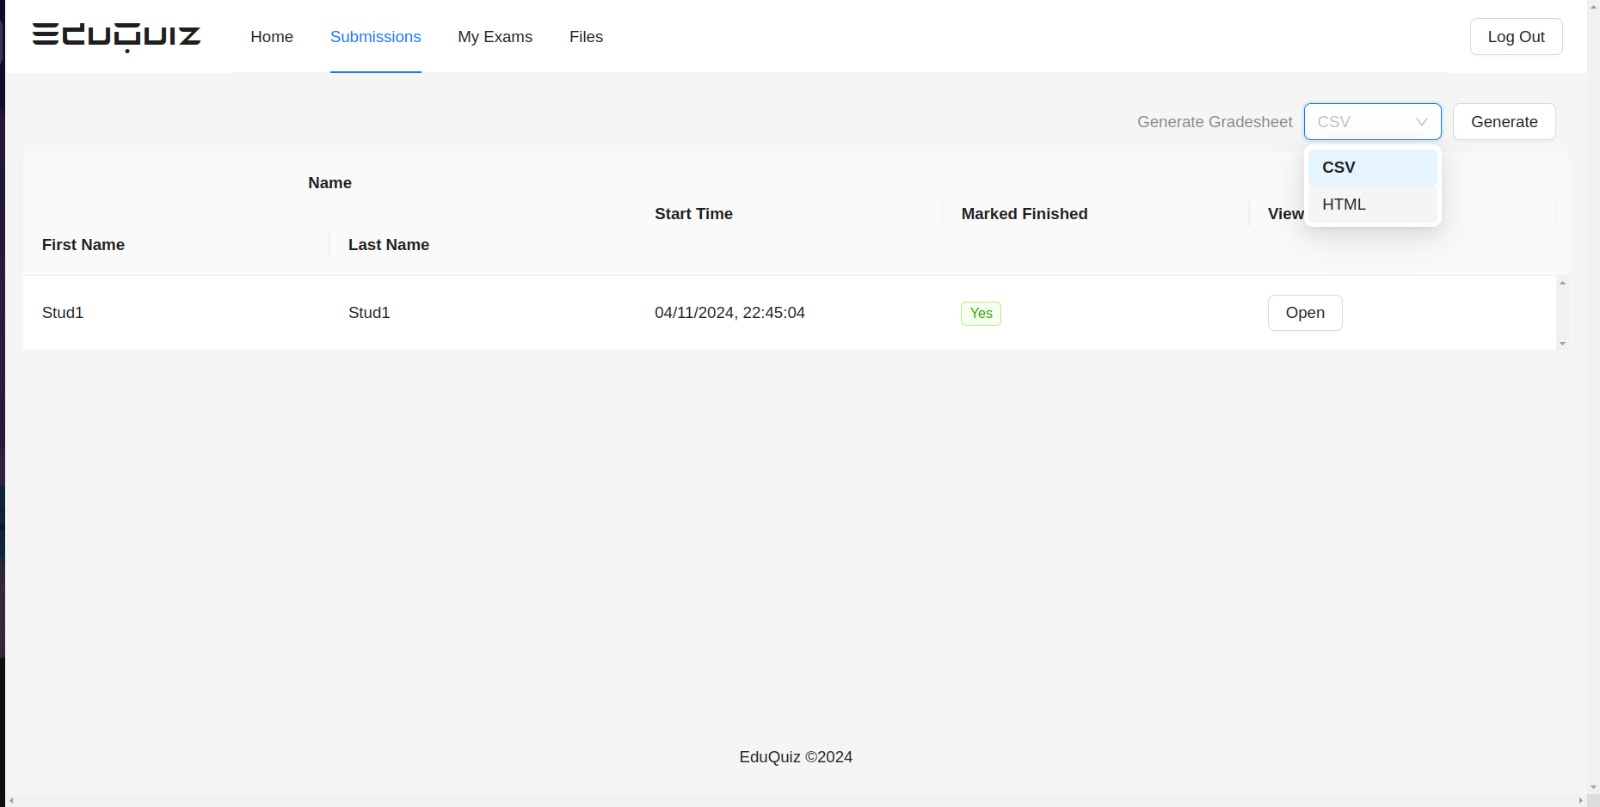 EduQuiz Home Submissions My Exams Files Log Out
Generate Gradesheet CSV Generate
CSV
HTML
Name
Start Time Marked Finished View
First Name Last Name
Stud1 Stud1 04/11/2024, 22:45:04 Yes Open
EduQuiz ©2024